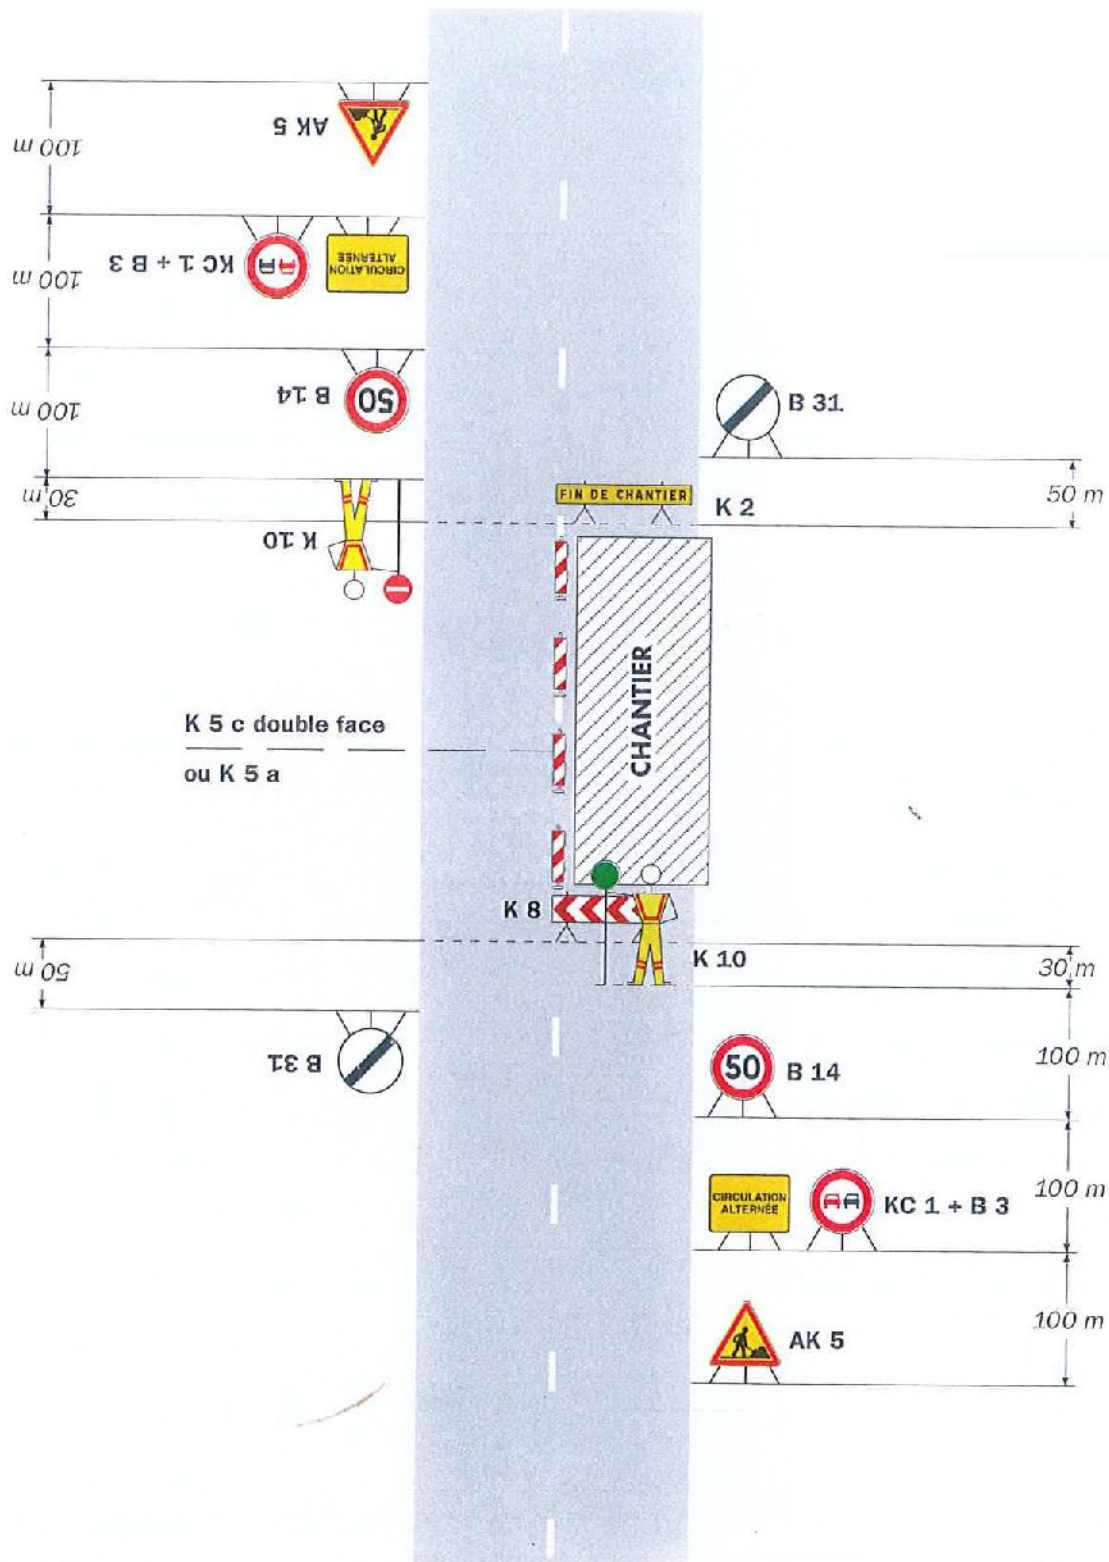 AK 5
100 m
KC 1 + B 3
CIRCULATION
ALTERNÉE
100 m
B 14
50
100 m
B 31
30 m
FIN DE CHANTIER
K 2
50 m
K 10
K 5 c double face
ou K 5 a
CHANTIER
K 8
K 10
30 m
50 m
B 31
50
B 14
100 m
CIRCULATION
ALTERNÉE
KC 1 + B 3
100 m
AK 5
100 m